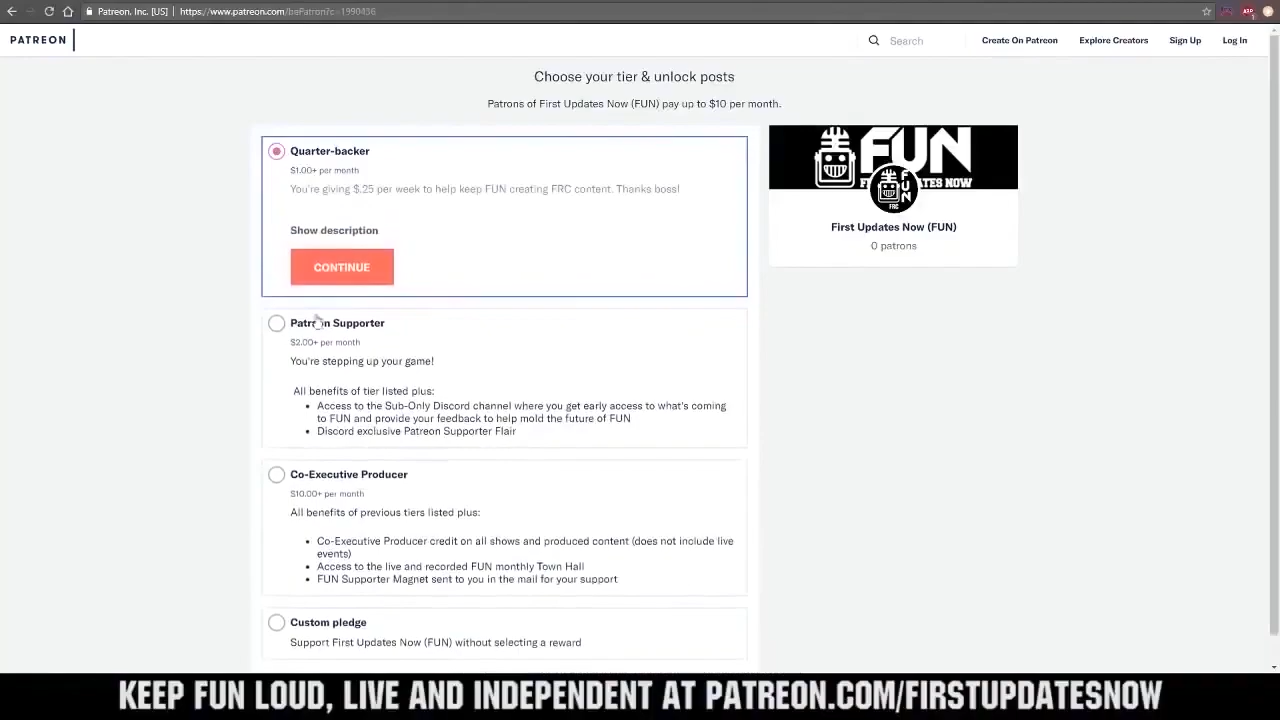 Patreon, Inc. [US] | https://www.patreon.com/bePatron?c=1990456
PATREON
Search
Create On Patreon
Explore Creators
Sign Up
Log In
Choose your tier & unlock posts
Patrons of First Updates Now (FUN) pay up to $10 per month.
Quarter-backer
$1.00+ per month
You're giving $.25 per week to help keep FUN creating FRC content. Thanks boss!
Show description
CONTINUE
Patreon Supporter
$2.00+ per month
You're stepping up your game!
All benefits of tier listed plus:
• Access to the Sub-Only Discord channel where you get early access to what's coming
to FUN and provide your feedback to help mold the future of FUN
• Discord exclusive Patreon Supporter Flair
Co-Executive Producer
$10.00+ per month
All benefits of previous tiers listed plus:
• Co-Executive Producer credit on all shows and produced content (does not include live
events)
• Access to the live and recorded FUN monthly Town Hall
• FUN Supporter Magnet sent to you in the mail for your support
Custom pledge
Support First Updates Now (FUN) without selecting a reward
FUN
FUN
FRC
First Updates Now (FUN)
0 patrons
KEEP FUN LOUD, LIVE AND INDEPENDENT AT PATREON.COM/FIRSTUPDATESNOW